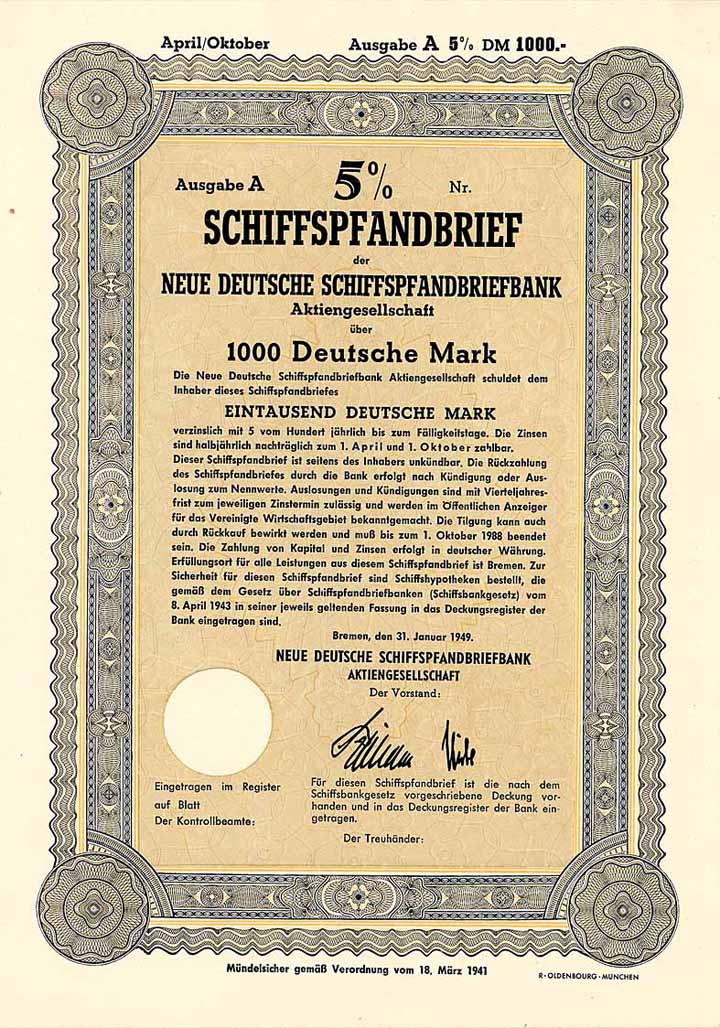 April/Oktober Ausgabe A 5% DM 1000.-
Ausgabe A 5% Nr.
SCHIFFSPFANDBRIEF
der
NEUE DEUTSCHE SCHIFFSPFANDBRIEFBANK
Aktiengesellschaft
über
1000 Deutsche Mark
Die Neue Deutsche Schiffspfandbriefbank Aktiengesellschaft schuldet dem
Inhaber dieses Schiffspfandbriefes
EINTAUSEND DEUTSCHE MARK
verzinslich mit 5 vom Hundert jährlich bis zum Fälligkeitstage. Die Zinsen
sind halbjährlich nachträglich zum 1. April und 1. Oktober zahlbar.
Dieser Schiffspfandbrief ist seitens des Inhabers unkündbar. Die Rückzahlung
des Schiffspfandbriefes durch die Bank erfolgt nach Kündigung oder Aus-
losung zum Nennwerte. Auslosungen und Kündigungen sind mit Vierteljahres-
frist zum jeweiligen Zinstermin zulässig und werden im Öffentlichen Anzeiger
für das Vereinigte Wirtschaftsgebiet bekanntgemacht. Die Tilgung kann auch
durch Rückkauf bewirkt werden und muß bis zum 1. Oktober 1988 beendet
sein. Die Zahlung von Kapital und Zinsen erfolgt in deutscher Währung.
Erfüllungsort für alle Leistungen aus diesem Schiffspfandbrief ist Bremen. Zur
Sicherheit für diesen Schiffspfandbrief sind Schiffshypotheken bestellt, die
gemäß dem Gesetz über Schiffspfandbriefbanken (Schiffsbankgesetz) vom
8. April 1943 in seiner jeweils geltenden Fassung in das Deckungsregister der
Bank eingetragen sind.
Bremen, den 31. Januar 1949.
NEUE DEUTSCHE SCHIFFSPFANDBRIEFBANK
AKTIENGESELLSCHAFT
Der Vorstand:
Eingetragen im Register
auf Blatt
Der Kontrollbeamte:
Für diesen Schiffspfandbrief ist die nach dem
Schiffsbankgesetz vorgeschriebene Deckung vor-
handen und in das Deckungsregister der Bank ein-
getragen.
Der Treuhänder:
Mündelsicher gemäß Verordnung vom 18. März 1941
R·OLDENBOURG·MÜNCHEN